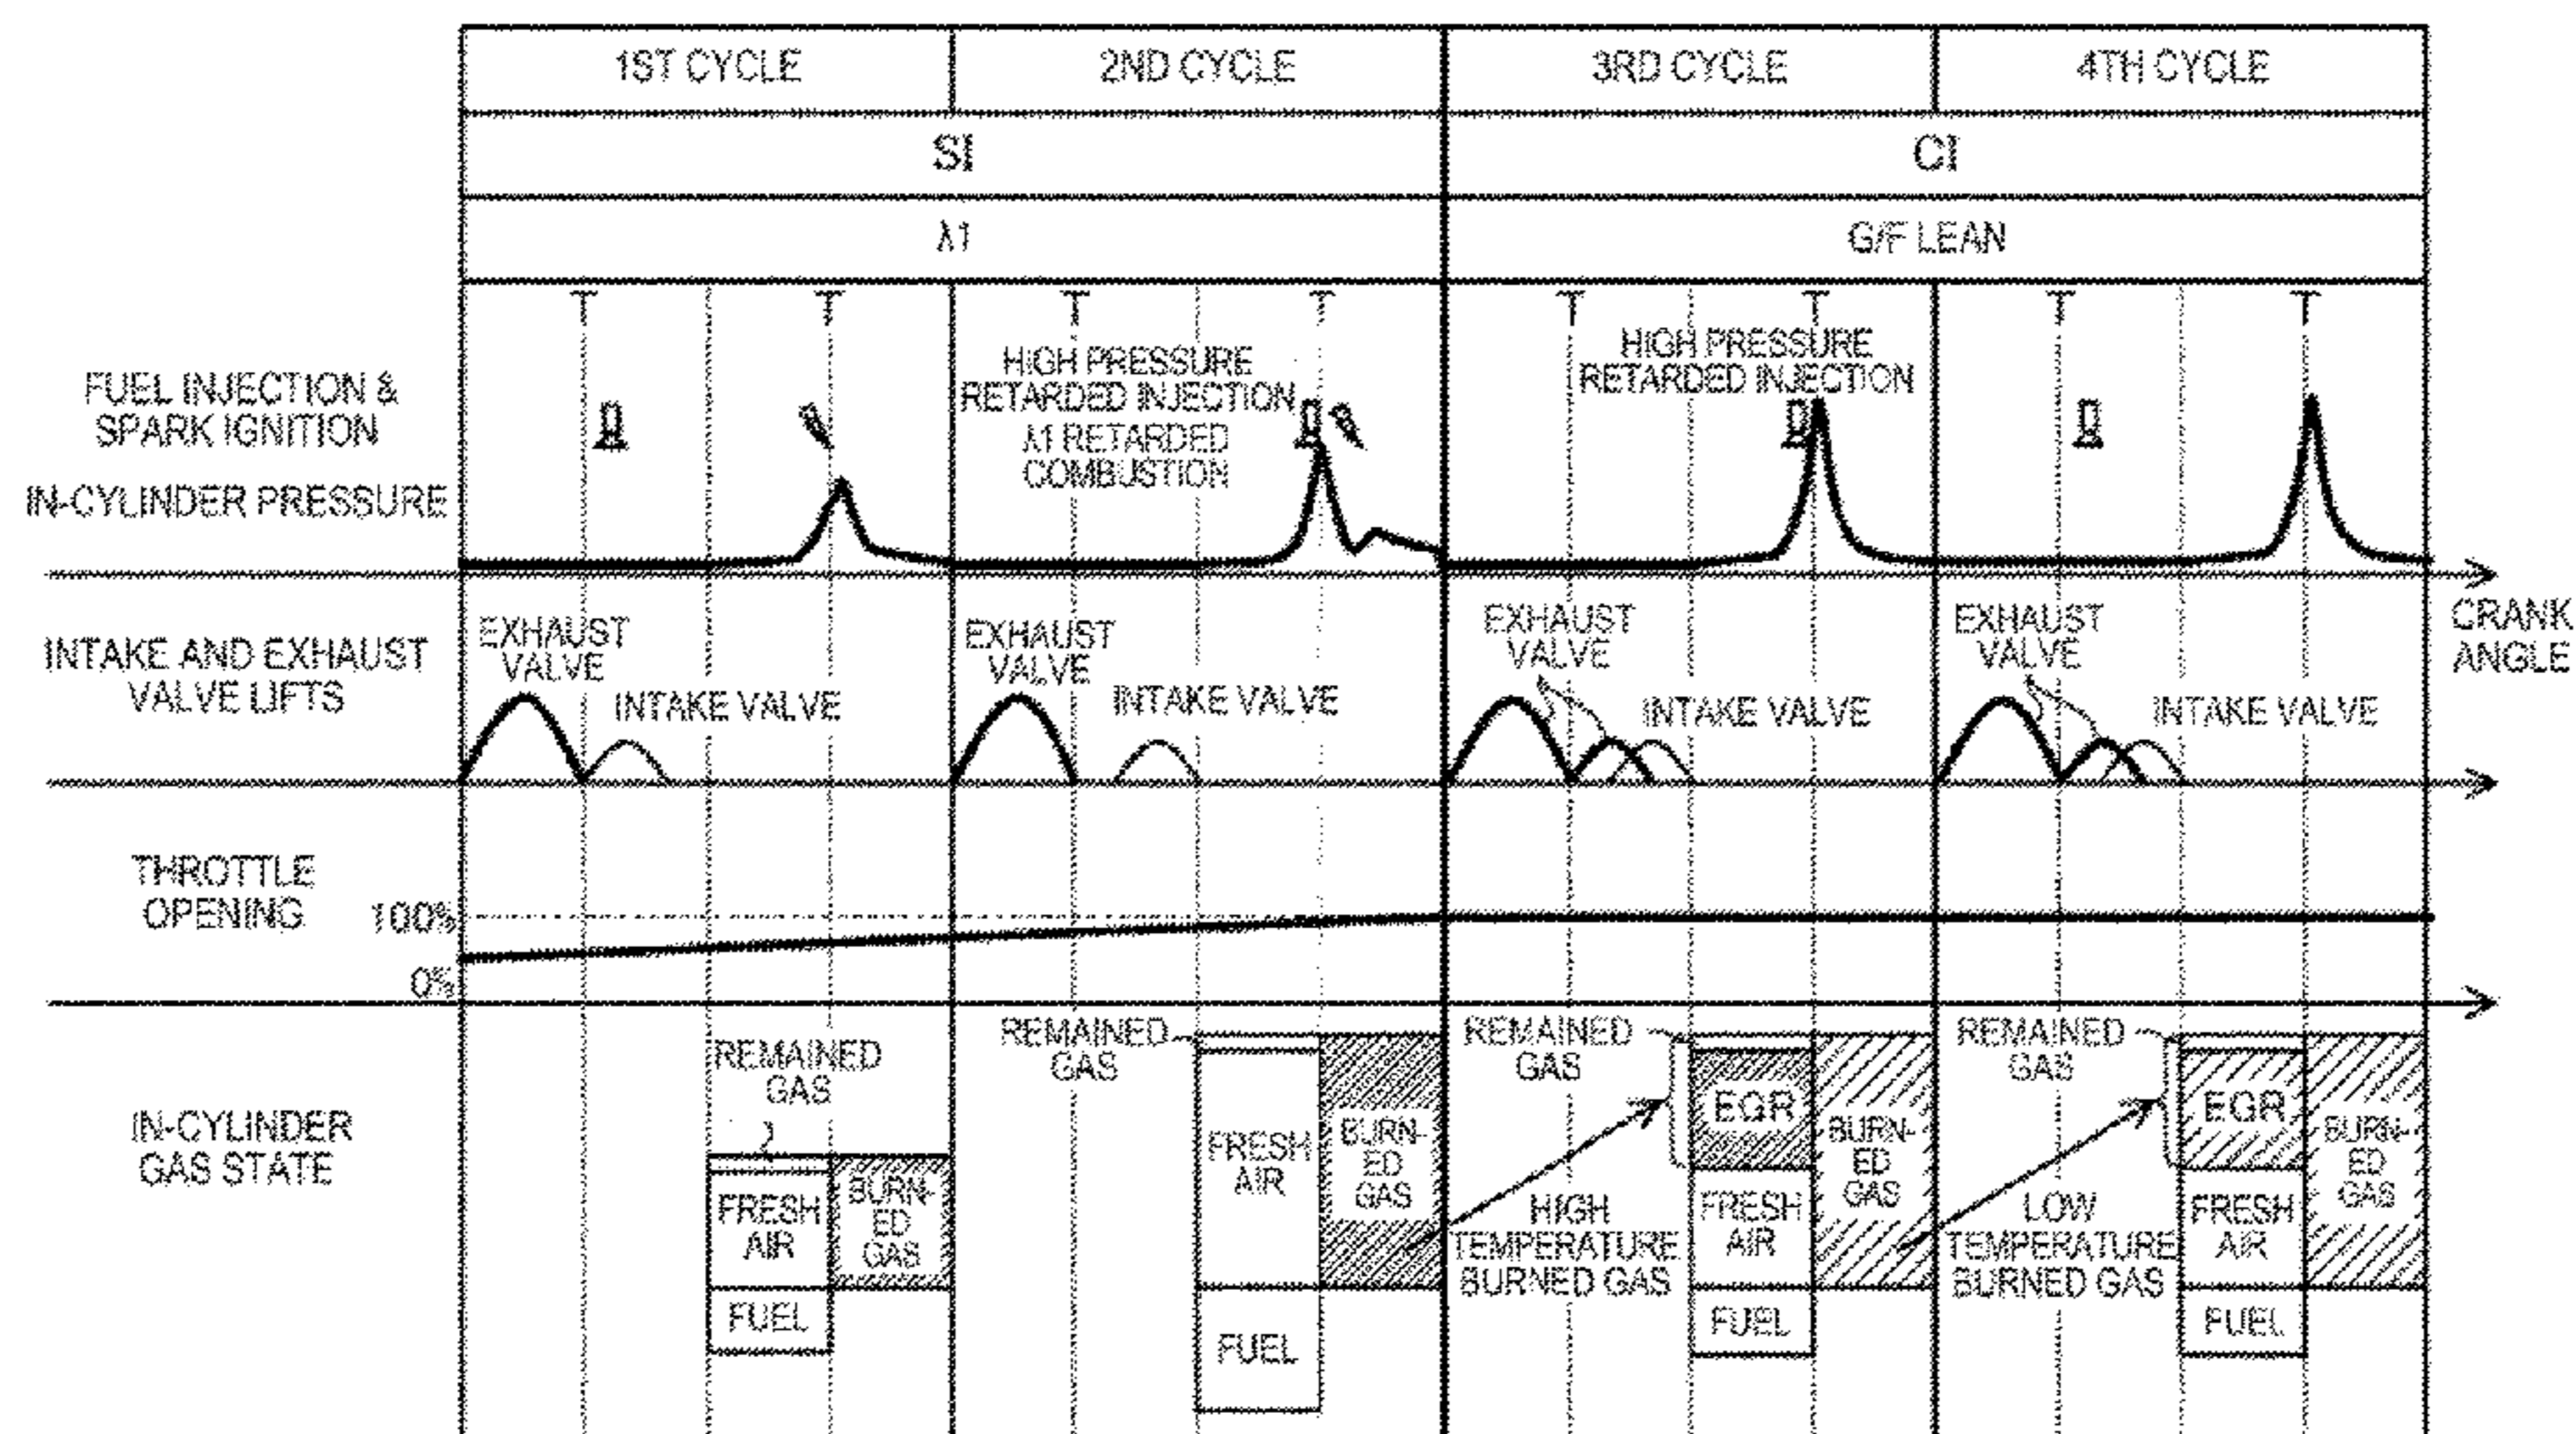 1ST CYCLE
2ND CYCLE
3RD CYCLE
4TH CYCLE
SI
CI
λ1
G/F LEAN
T
T
T
T
T
T
T
T
FUEL INJECTION &
SPARK IGNITION
HIGH PRESSURE
RETARDED INJECTION
λ1 RETARDED
COMBUSTION
HIGH PRESSURE
RETARDED INJECTION
IN-CYLINDER PRESSURE
CRANK
ANGLE
INTAKE AND EXHAUST
VALVE LIFTS
EXHAUST
VALVE
INTAKE VALVE
EXHAUST
VALVE
INTAKE VALVE
EXHAUST
VALVE
INTAKE VALVE
EXHAUST
VALVE
INTAKE VALVE
THROTTLE
OPENING
100%
0%
IN-CYLINDER
GAS STATE
REMAINED
GAS
FRESH
AIR
FUEL
BURN-
ED
GAS
REMAINED
GAS
FRESH
AIR
FUEL
BURN-
ED
GAS
REMAINED
GAS
HIGH
TEMPERATURE
BURNED GAS
EGR
FRESH
AIR
FUEL
BURN-
ED
GAS
REMAINED
GAS
LOW
TEMPERATURE
BURNED GAS
EGR
FRESH
AIR
FUEL
BURN-
ED
GAS